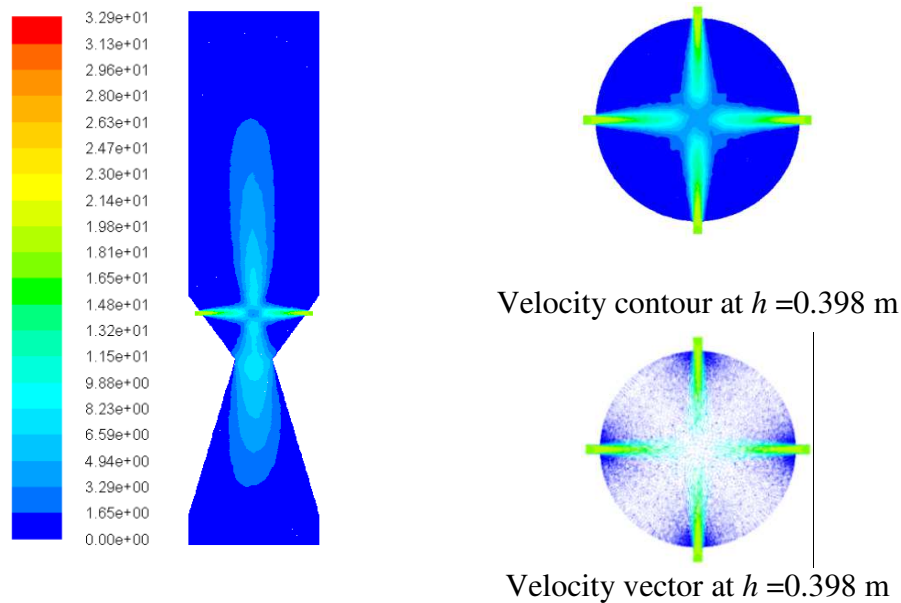 3.29e+01
3.13e+01
2.96e+01
2.80e+01
2.63e+01
2.47e+01
2.30e+01
2.14e+01
1.98e+01
1.81e+01
1.65e+01
1.48e+01
1.32e+01
1.15e+01
9.88e+00
8.23e+00
6.59e+00
4.94e+00
3.29e+00
1.65e+00
0.00e+00
Velocity contour at h =0.398 m
Velocity vector at h =0.398 m